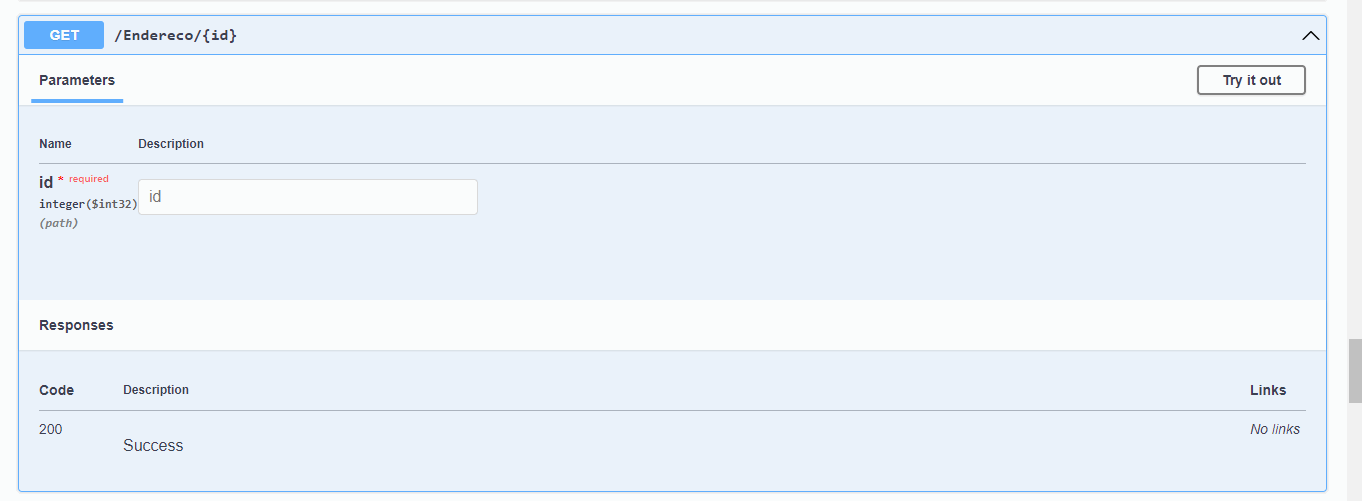 GET /Endereco/{id}
Parameters
Try it out
Name Description
id * required
integer($int32)
(path)
id
Responses
Code Description Links
200 Success No links